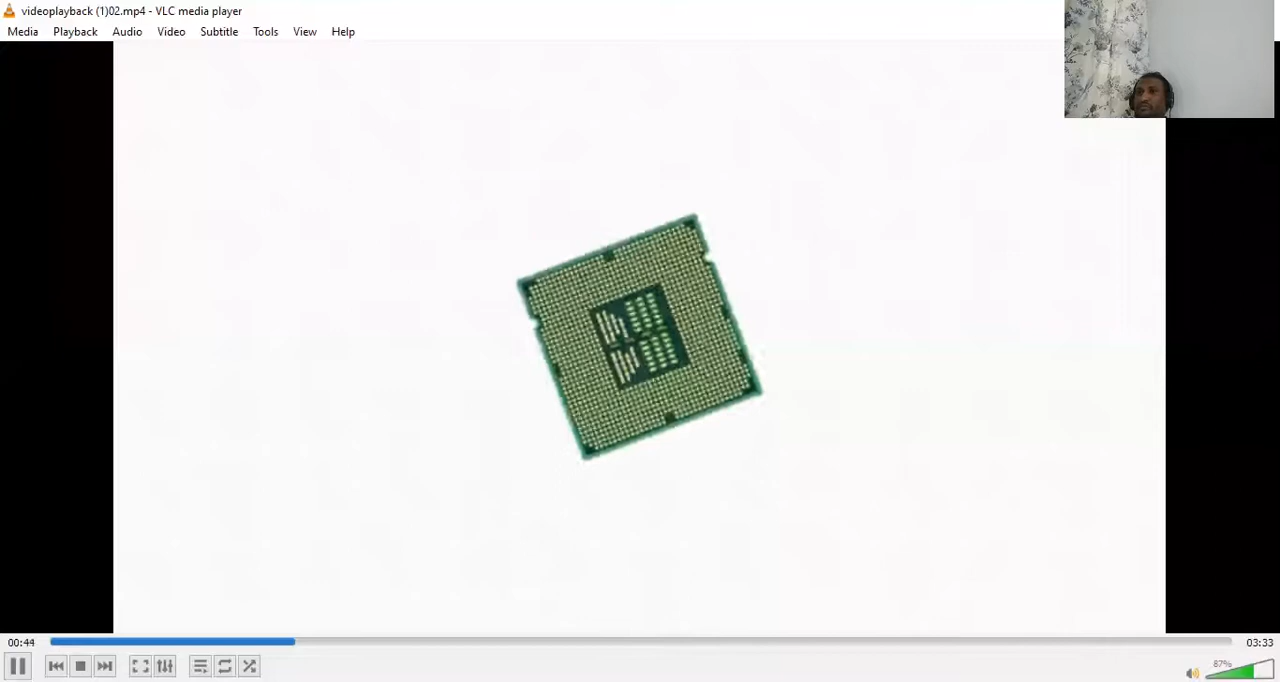 videoplayback (1)02.mp4 - VLC media player
Media Playback Audio Video Subtitle Tools View Help
00:44 03:33
87%